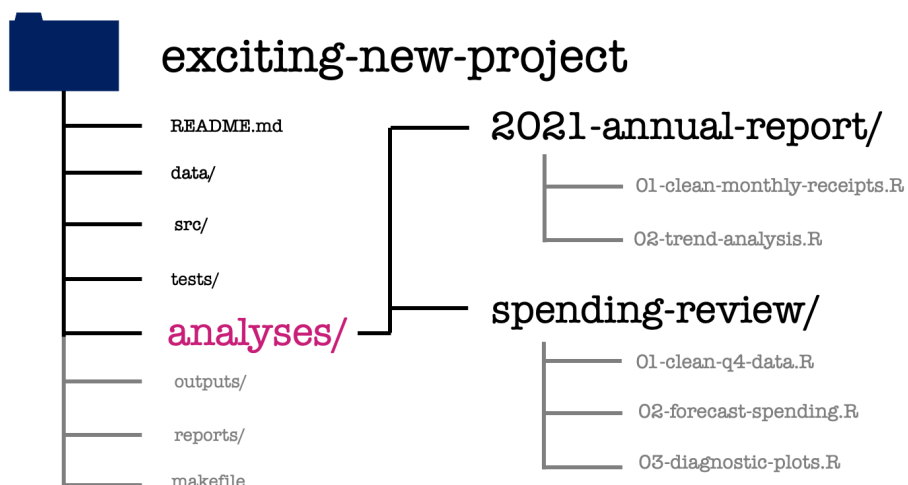 exciting-new-project
README.md
data/
src/
tests/
analyses/
outputs/
reports/
makefile
2021-annual-report/
01-clean-monthly-receipts.R
02-trend-analysis.R
spending-review/
01-clean-q4-data.R
02-forecast-spending.R
03-diagnostic-plots.R